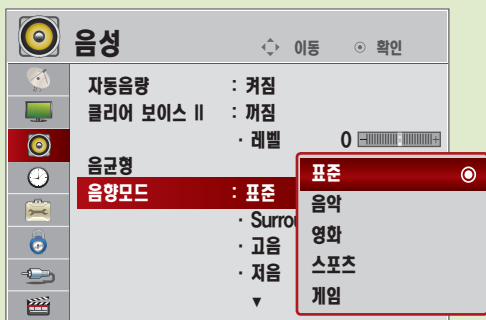 음성 이동 확인
자동음량 : 켜짐
클리어 보이스 II : 꺼짐
· 레벨 0 - +
음균형
음향모드 : 표준
· Surrou
· 고음
· 저음
▼
표준
음악
영화
스포츠
게임